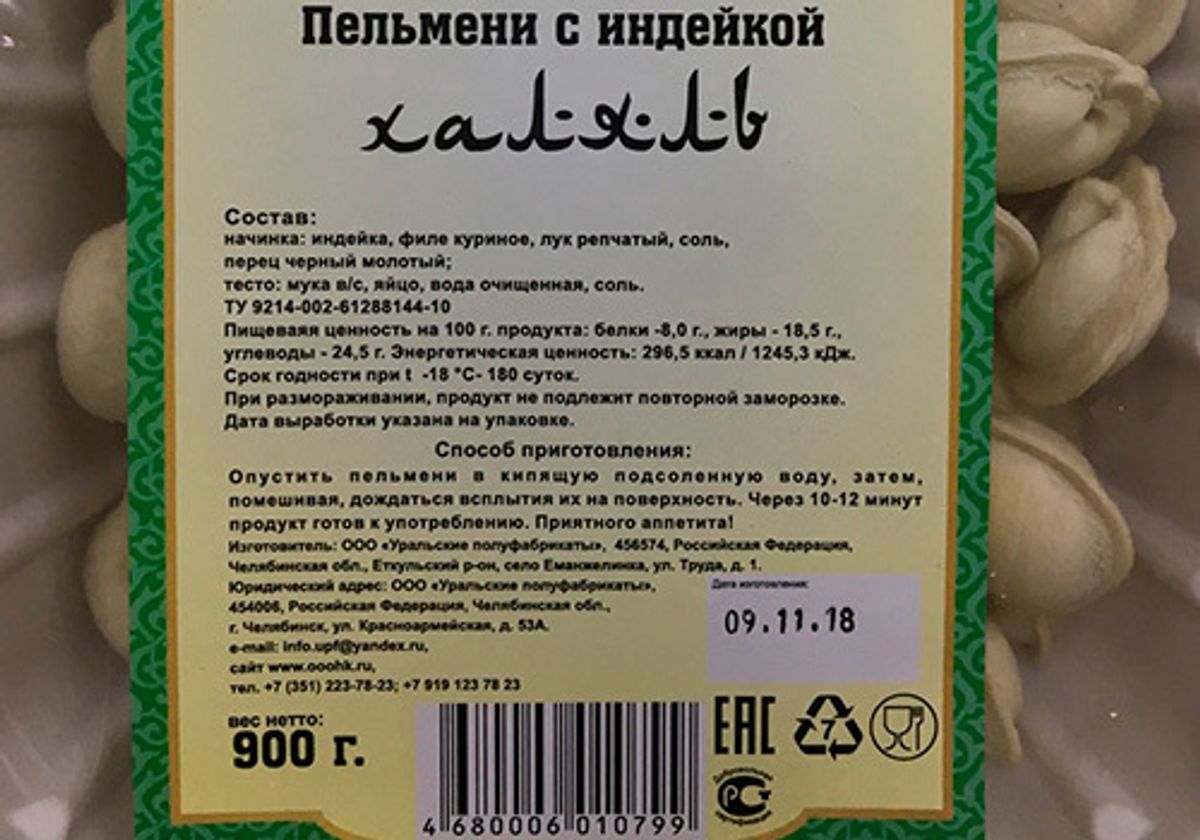 Пельмени с индейкой
халяль
Состав:
начинка: индейка, филе куриное, лук репчатый, соль,
перец черный молотый;
тесто: мука в/с, яйцо, вода очищенная, соль.
ТУ 9214-002-61288144-10
Пищеваяя ценность на 100 г. продукта: белки -8,0 г., жиры - 18,5 г.,
углеводы - 24,5 г. Энергетическая ценность: 296,5 ккал / 1245,3 кДж.
Срок годности при t -18 °С- 180 суток.
При размораживании, продукт не подлежит повторной заморозке.
Дата выработки указана на упаковке.
Способ приготовления:
Опустить пельмени в кипящую подсоленную воду, затем,
помешивая, дождаться всплытия их на поверхность. Через 10-12 минут
продукт готов к употреблению. Приятного аппетита!
Изготовитель: ООО «Уральские полуфабрикаты», 456574, Российская Федерация,
Челябинская обл., Еткульский р-он, село Еманжелинка, ул. Труда, д. 1.
Юридический адрес: ООО «Уральские полуфабрикаты»,
454006, Российская Федерация, Челябинская обл.,
г. Челябинск, ул. Красноармейская, д. 53А.
e-mail: info.upf@yandex.ru,
сайт www.ooohk.ru,
тел. +7 (351) 223-78-23; +7 919 123 78 23
Дата изготовления:
09.11.18
вес нетто:
900 г.
4 680006 010799
ЕАС
7
Добровольная
РС
сертификация